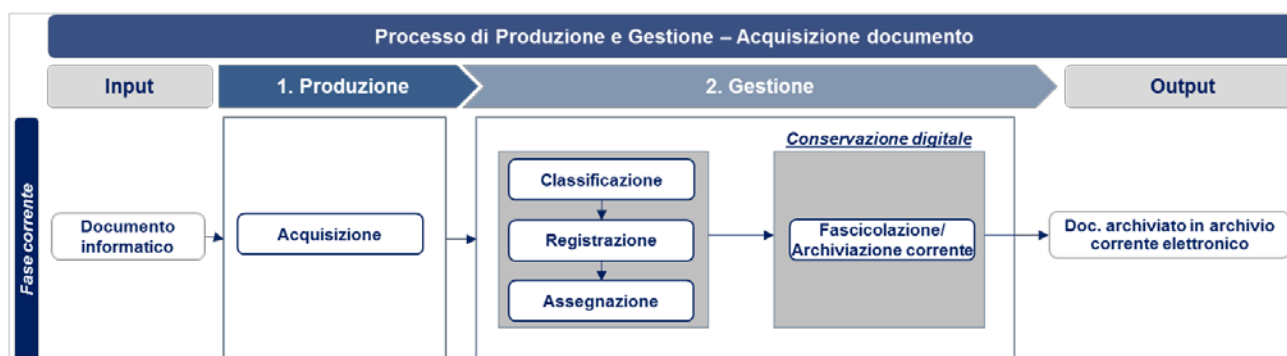 Processo di Produzione e Gestione – Acquisizione documento
Input
1. Produzione
2. Gestione
Output
Fase corrente
Conservazione digitale
Documento
informatico
Acquisizione
Classificazione
Registrazione
Assegnazione
Fascicolazione/
Archiviazione corrente
Doc. archiviato in archivio
corrente elettronico